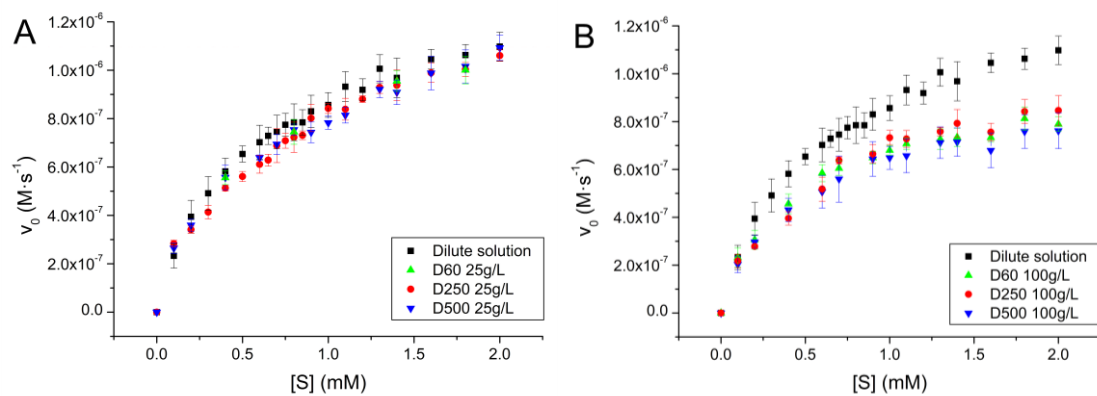 A
1.2x10⁻⁶
1.0x10⁻⁶
8.0x10⁻⁷
6.0x10⁻⁷
4.0x10⁻⁷
2.0x10⁻⁷
0.0
v₀ (M·s⁻¹)
Dilute solution
D60 25g/L
D250 25g/L
D500 25g/L
0.0 0.5 1.0 1.5 2.0
[S] (mM)
B
1.2x10⁻⁶
1.0x10⁻⁶
8.0x10⁻⁷
6.0x10⁻⁷
4.0x10⁻⁷
2.0x10⁻⁷
0.0
v₀ (M·s⁻¹)
Dilute solution
D60 100g/L
D250 100g/L
D500 100g/L
0.0 0.5 1.0 1.5 2.0
[S] (mM)